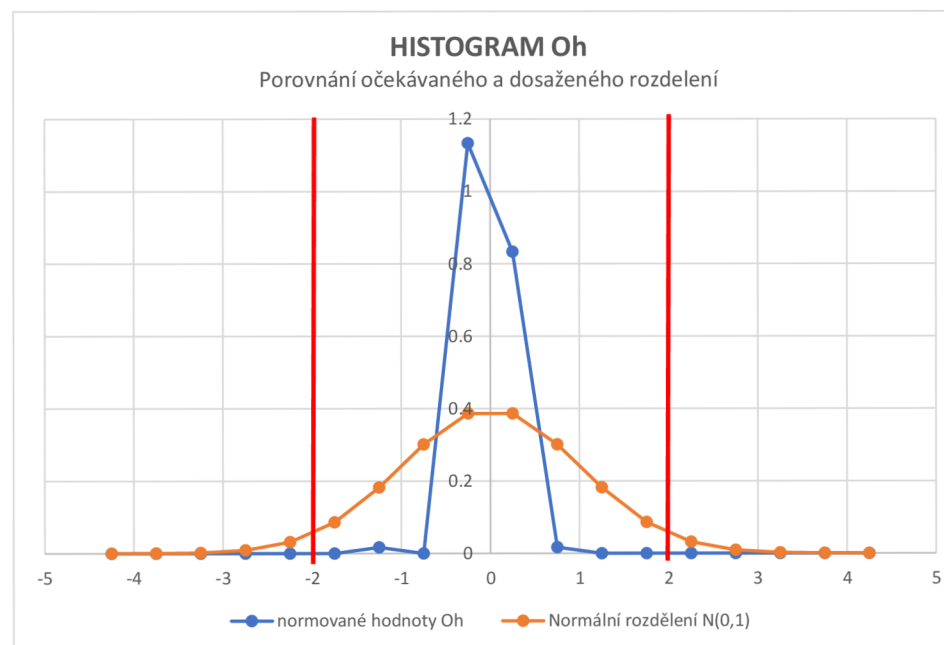 HISTOGRAM Oh
Porovnání očekávaného a dosaženého rozdelení
1.2
1
0.8
0.6
0.4
0.2
0
-5 -4 -3 -2 -1 0 1 2 3 4 5
normované hodnoty Oh Normální rozdělení N(0,1)